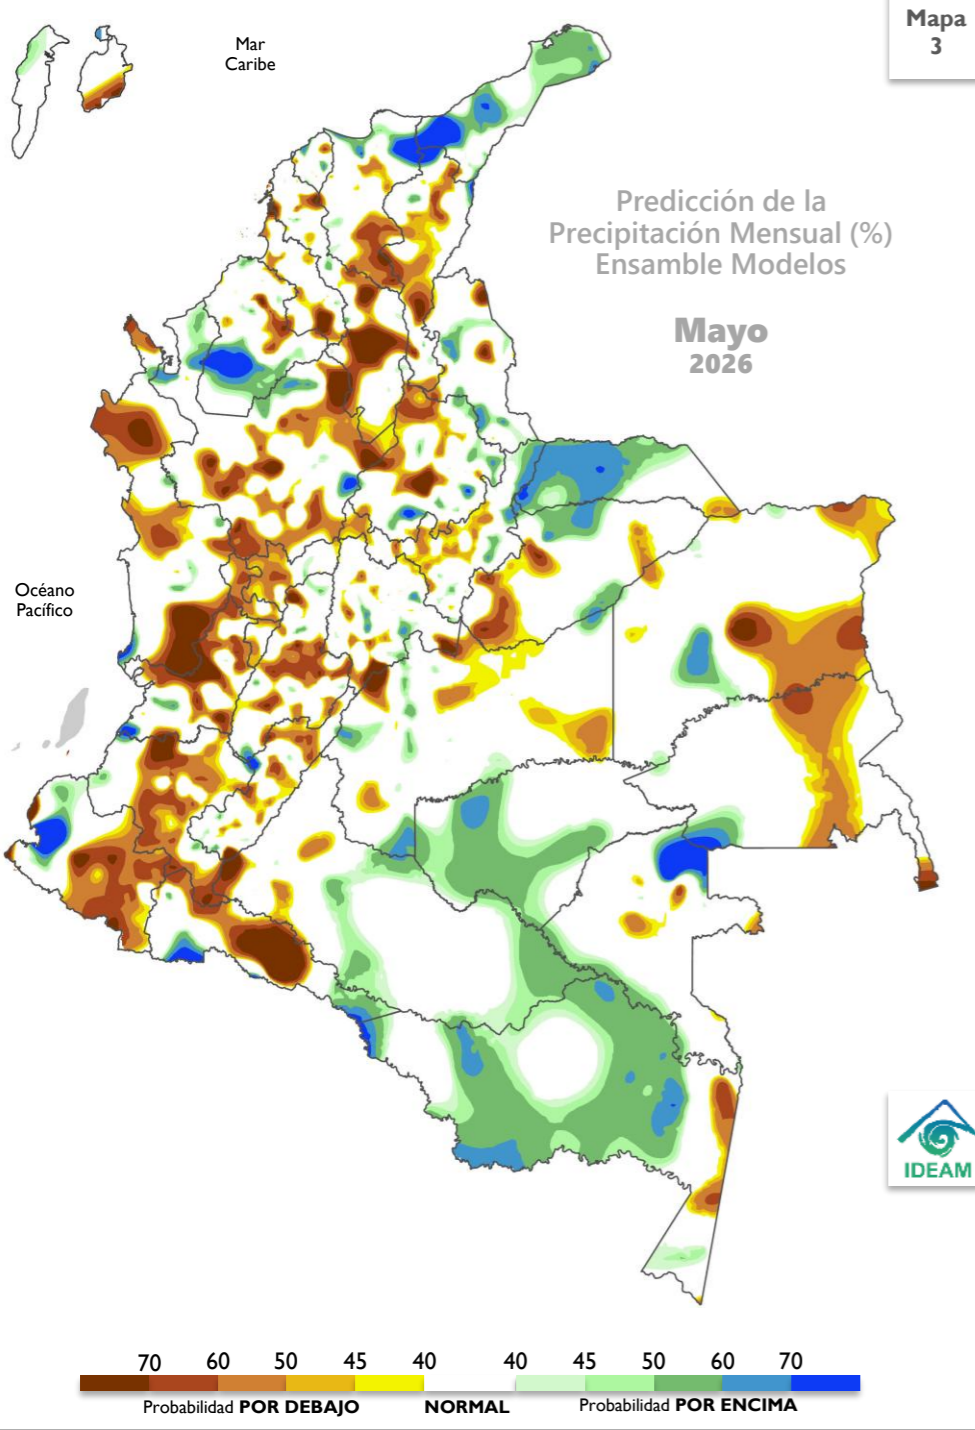 Mapa
3
Mar
Caribe
Predicción de la
Precipitación Mensual (%)
Ensamble Modelos
Mayo
2026
Océano
Pacífico
IDEAM
70 60 50 45 40 40 45 50 60 70
Probabilidad POR DEBAJO NORMAL Probabilidad POR ENCIMA